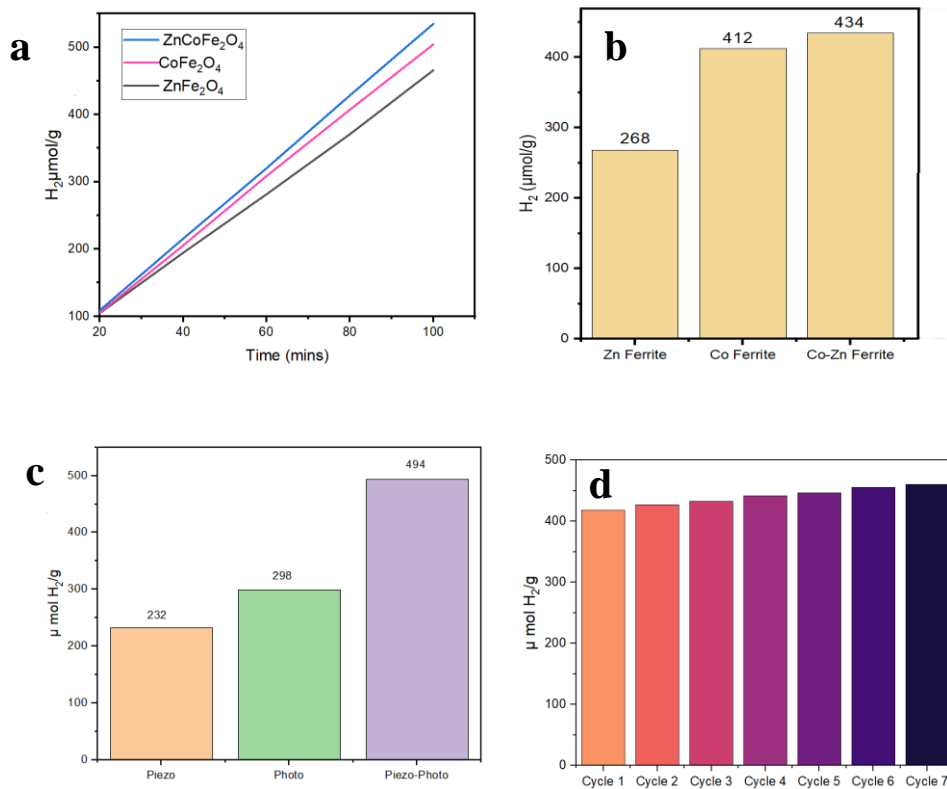 a
ZnCoFe₂O₄
CoFe₂O₄
ZnFe₂O₄
500
400
300
200
100
20
40
60
80
100
H₂μmol/g
Time (mins)
b
268
412
434
400
300
200
100
0
H₂ (μmol/g)
Zn Ferrite
Co Ferrite
Co-Zn Ferrite
c
232
298
494
500
400
300
200
100
0
μ mol H₂/g
Piezo
Photo
Piezo-Photo
d
500
400
300
200
100
0
μ mol H₂/g
Cycle 1
Cycle 2
Cycle 3
Cycle 4
Cycle 5
Cycle 6
Cycle 7